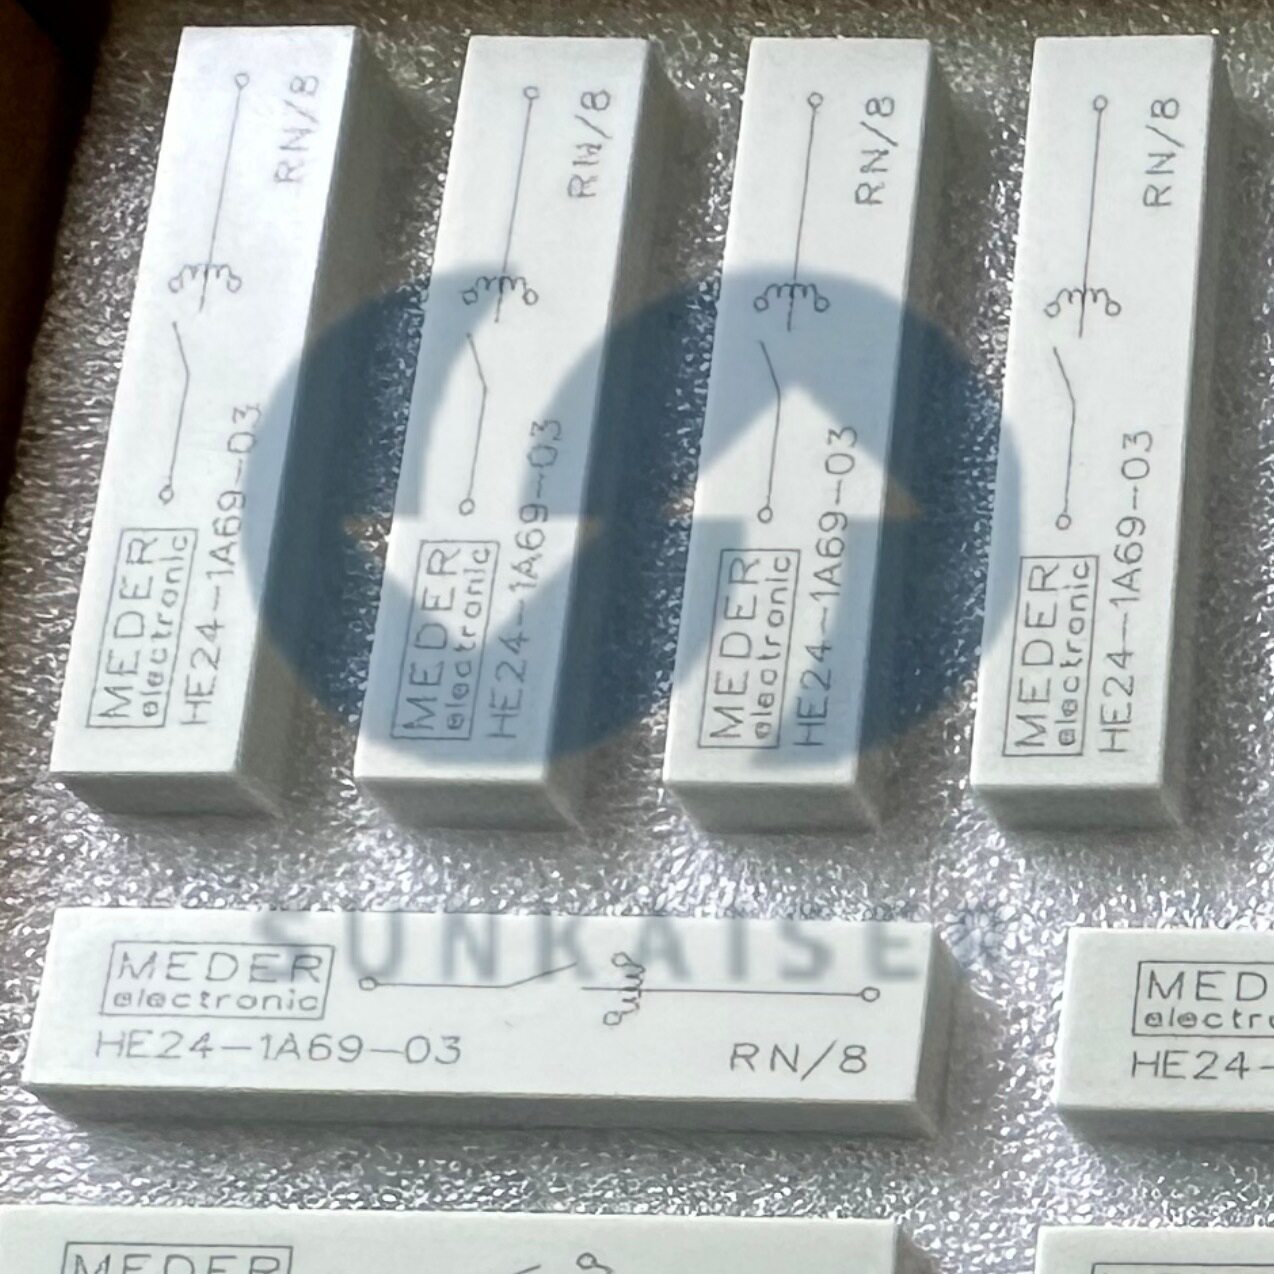 RN/8
MEDER
electronic
HE24-1A69-03
RN/8
MEDER
electronic
HE24-1A69-03
RN/8
MEDER
electronic
HE24-1A69-03
RN/8
MEDER
electronic
HE24-1A69-03
SUNKAISE®
MEDER
electronic
HE24-1A69-03
RN/8
MED
electro
HE24-
MEDER